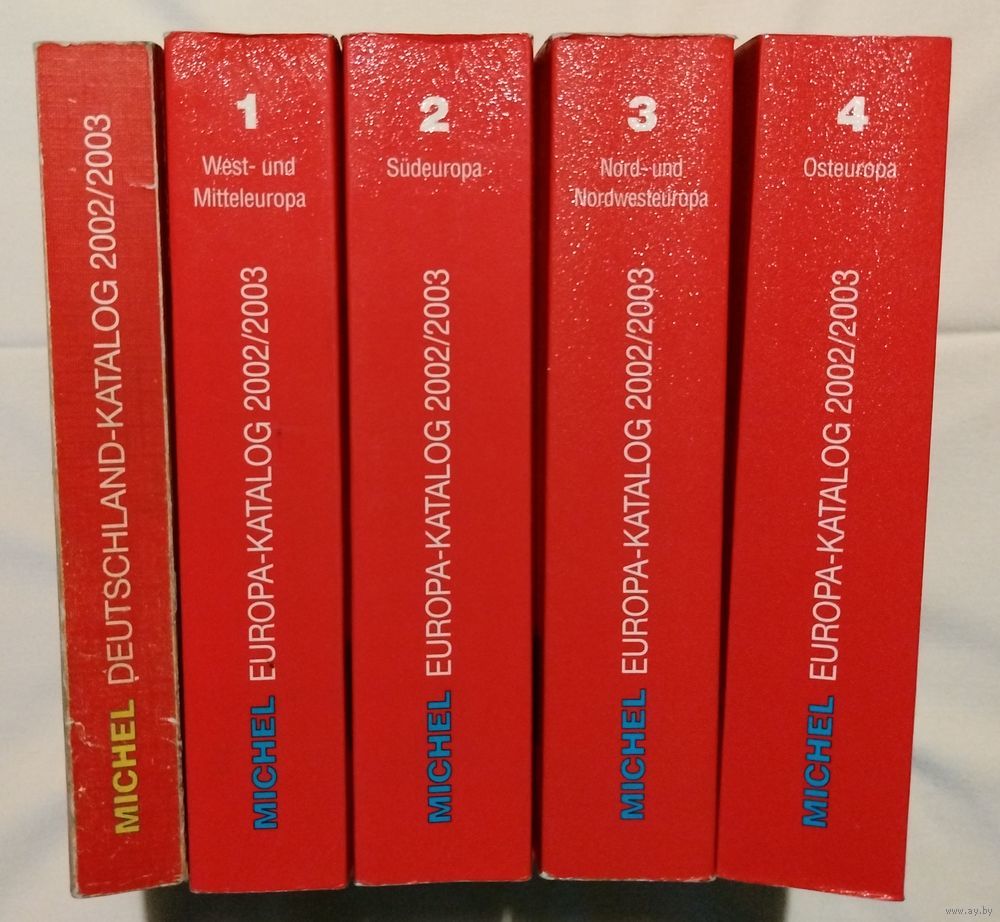 MICHEL DEUTSCHLAND-KATALOG 2002/2003
1
West- und
Mitteleuropa
MICHEL EUROPA-KATALOG 2002/2003
2
Südeuropa
MICHEL EUROPA-KATALOG 2002/2003
3
Nord- und
Nordwesteuropa
MICHEL EUROPA-KATALOG 2002/2003
4
Osteuropa
MICHEL EUROPA-KATALOG 2002/2003
www.ay.by